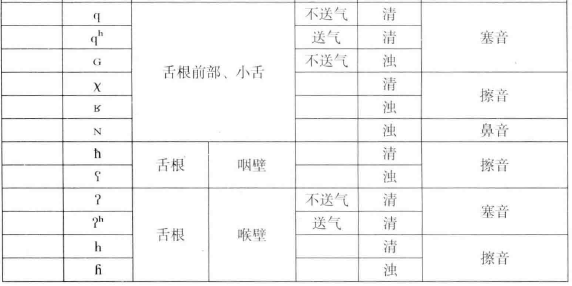 q 不送气 清
qʰ 送气 清 塞音
ɢ 不送气 浊
舌根前部、小舌
χ 清
ʁ 浊 擦音
ɴ 浊 鼻音
ħ 清
舌根 咽壁 擦音
ʕ 浊
ʔ 不送气 清
塞音
ʔʰ 送气 清
舌根 喉壁
h 清
擦音
ɦ 浊